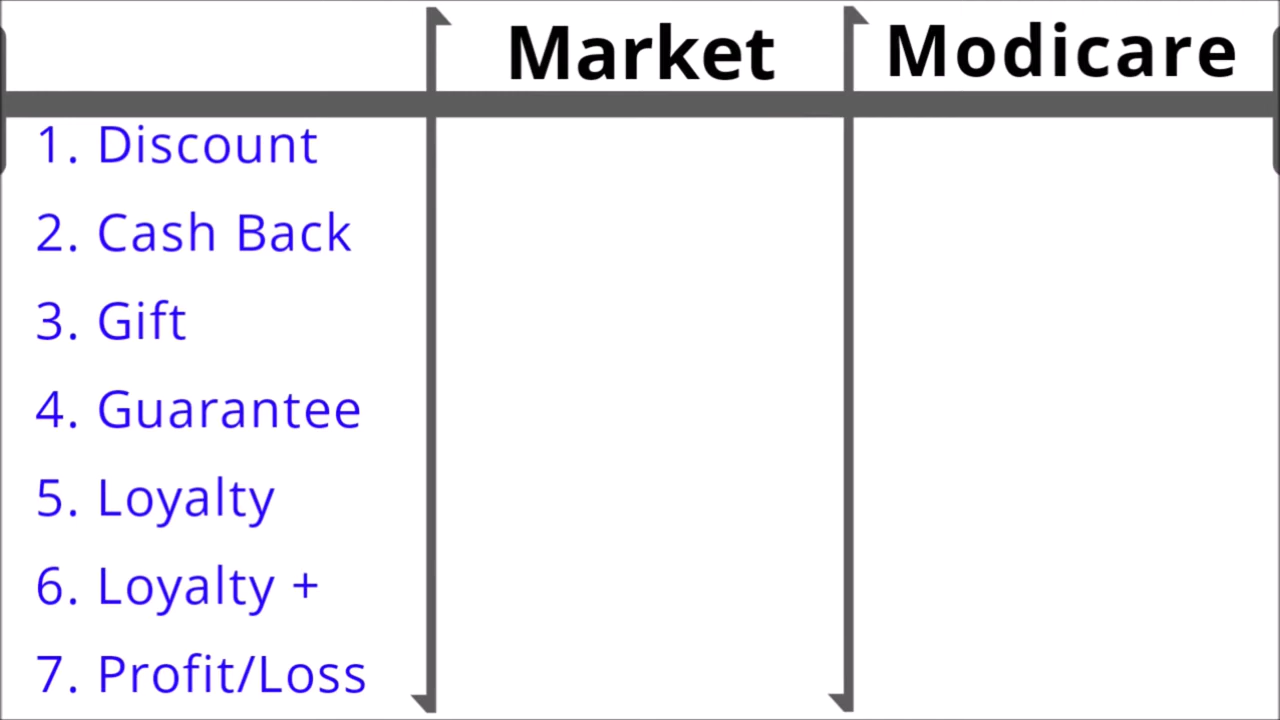 Market Modicare
1. Discount
2. Cash Back
3. Gift
4. Guarantee
5. Loyalty
6. Loyalty +
7. Profit/Loss